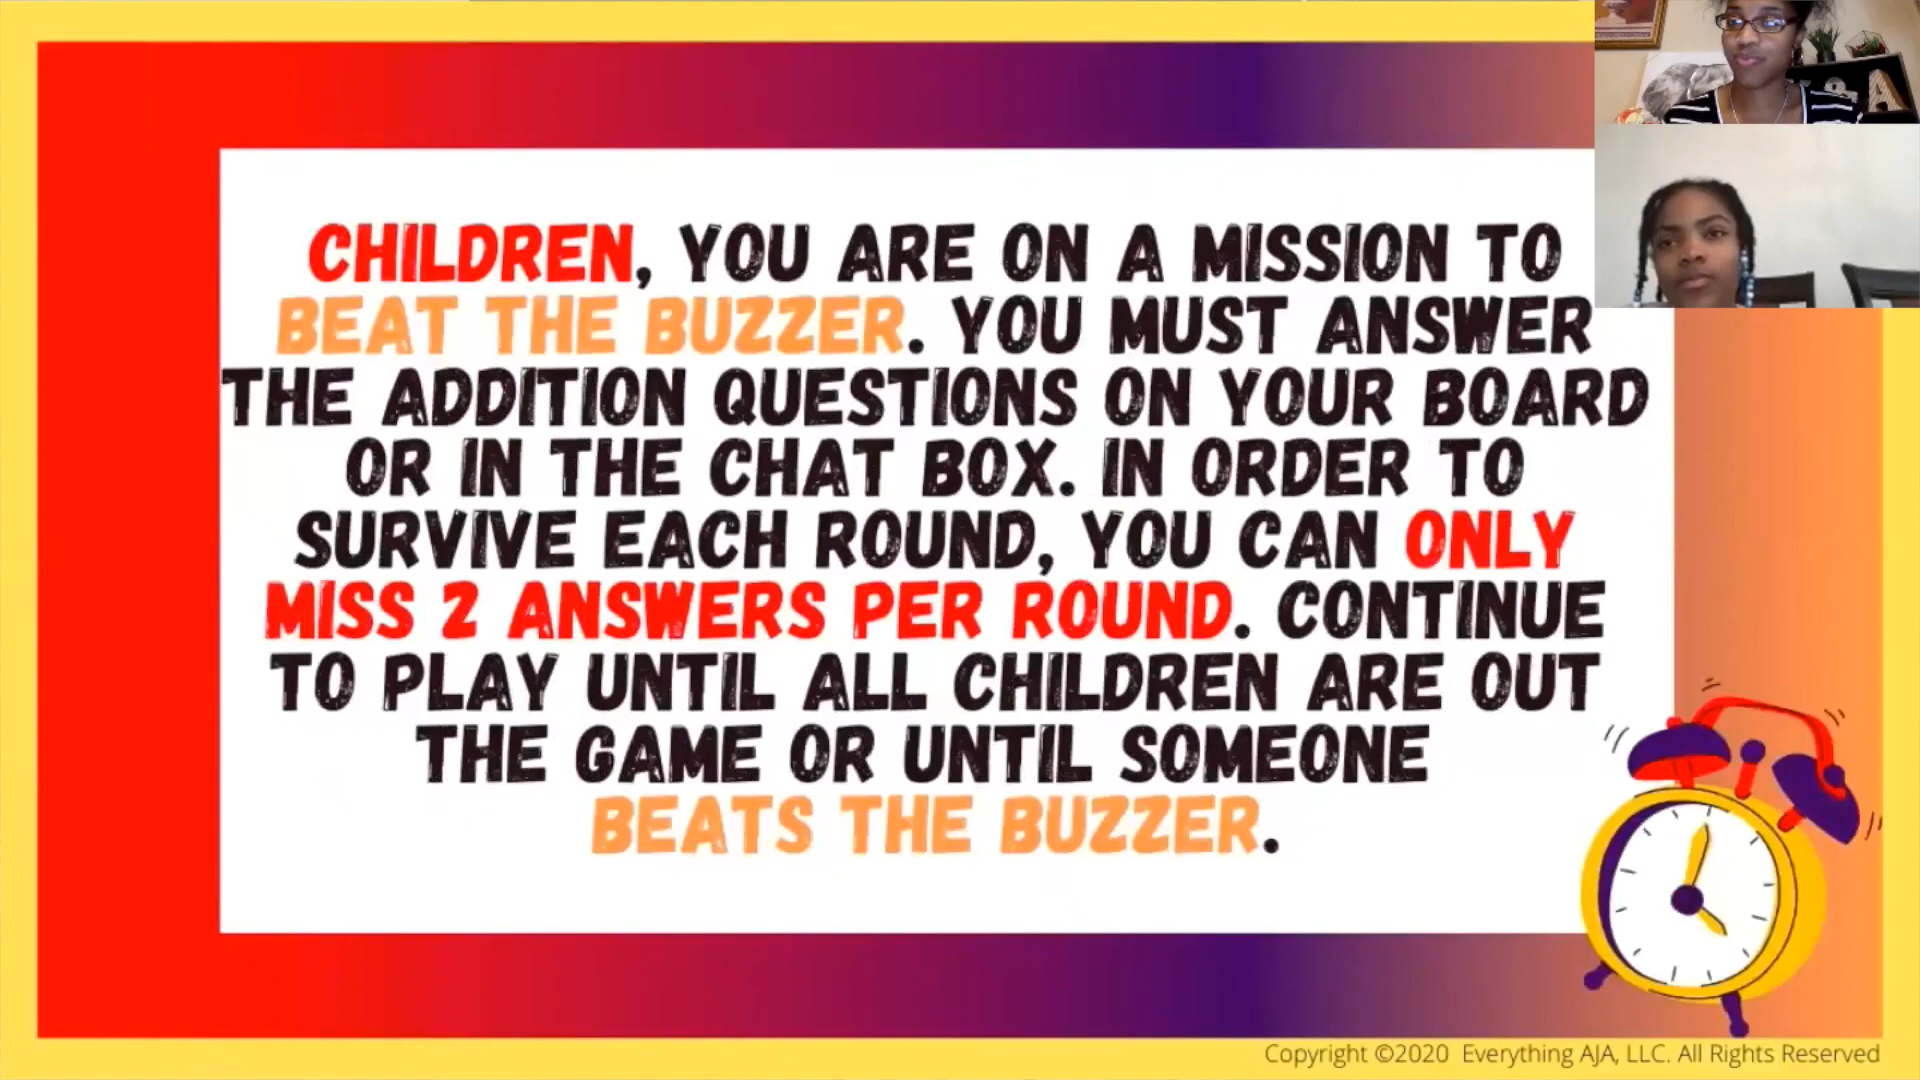 CHILDREN, YOU ARE ON A MISSION TO
BEAT THE BUZZER. YOU MUST ANSWER
THE ADDITION QUESTIONS ON YOUR BOARD
OR IN THE CHAT BOX. IN ORDER TO
SURVIVE EACH ROUND, YOU CAN ONLY
MISS 2 ANSWERS PER ROUND. CONTINUE
TO PLAY UNTIL ALL CHILDREN ARE OUT
THE GAME OR UNTIL SOMEONE
BEATS THE BUZZER.
&A
Copyright ©2020 Everything AJA, LLC. All Rights Reserved